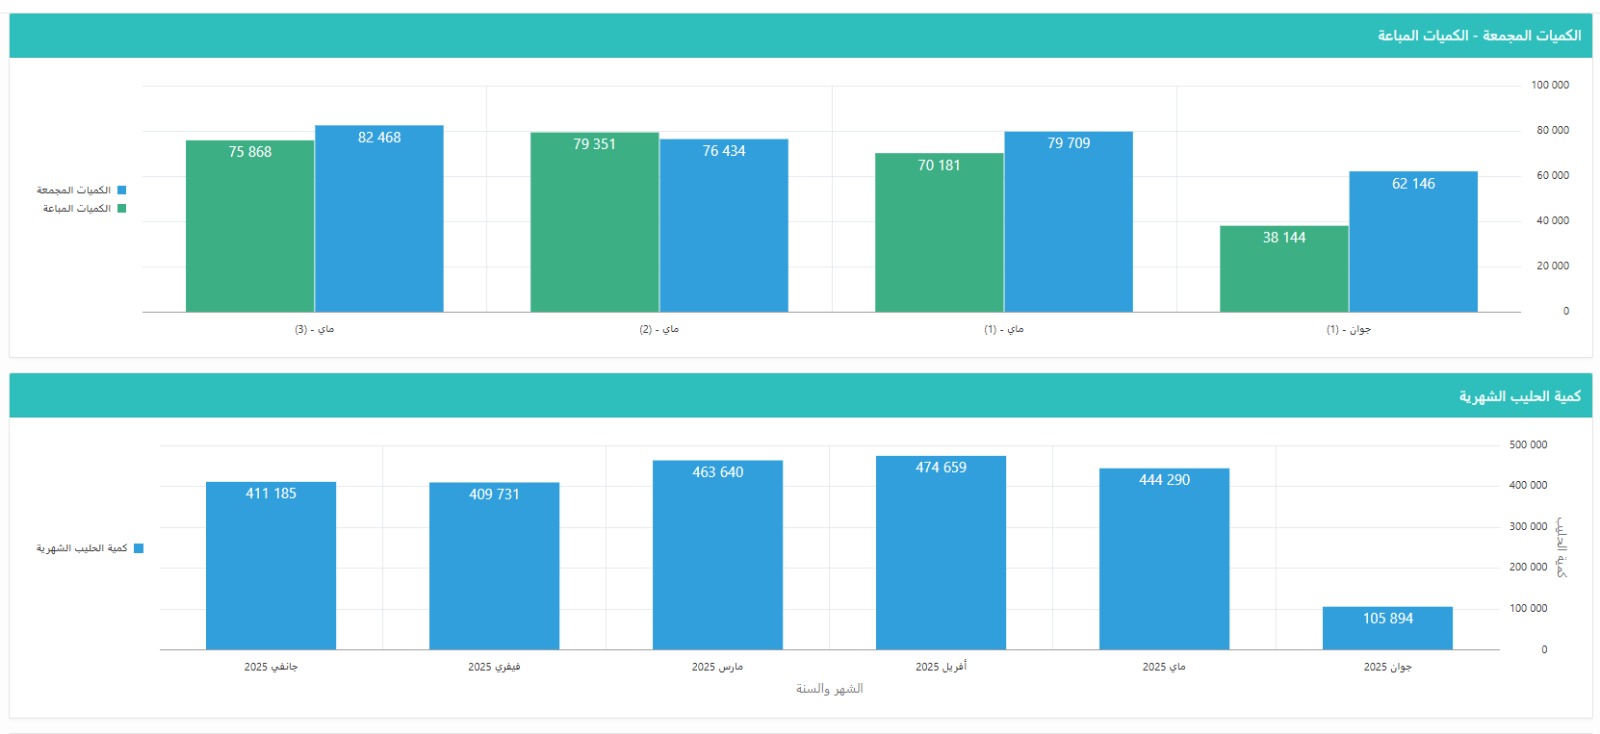 الكميات المجمعة - الكميات المباعة
100 000
80 000
60 000
40 000
20 000
0
75 868
82 468
79 351
76 434
70 181
79 709
38 144
62 146
الكميات المجمعة
الكميات المباعة
ماي - (3)
ماي - (2)
ماي - (1)
جوان - (1)
كمية الحليب الشهرية
500 000
400 000
300 000
200 000
100 000
0
كمية الحليب
411 185
409 731
463 640
474 659
444 290
105 894
كمية الحليب الشهرية
جانفي 2025
فيفري 2025
مارس 2025
أفريل 2025
ماي 2025
جوان 2025
الشهر والسنة